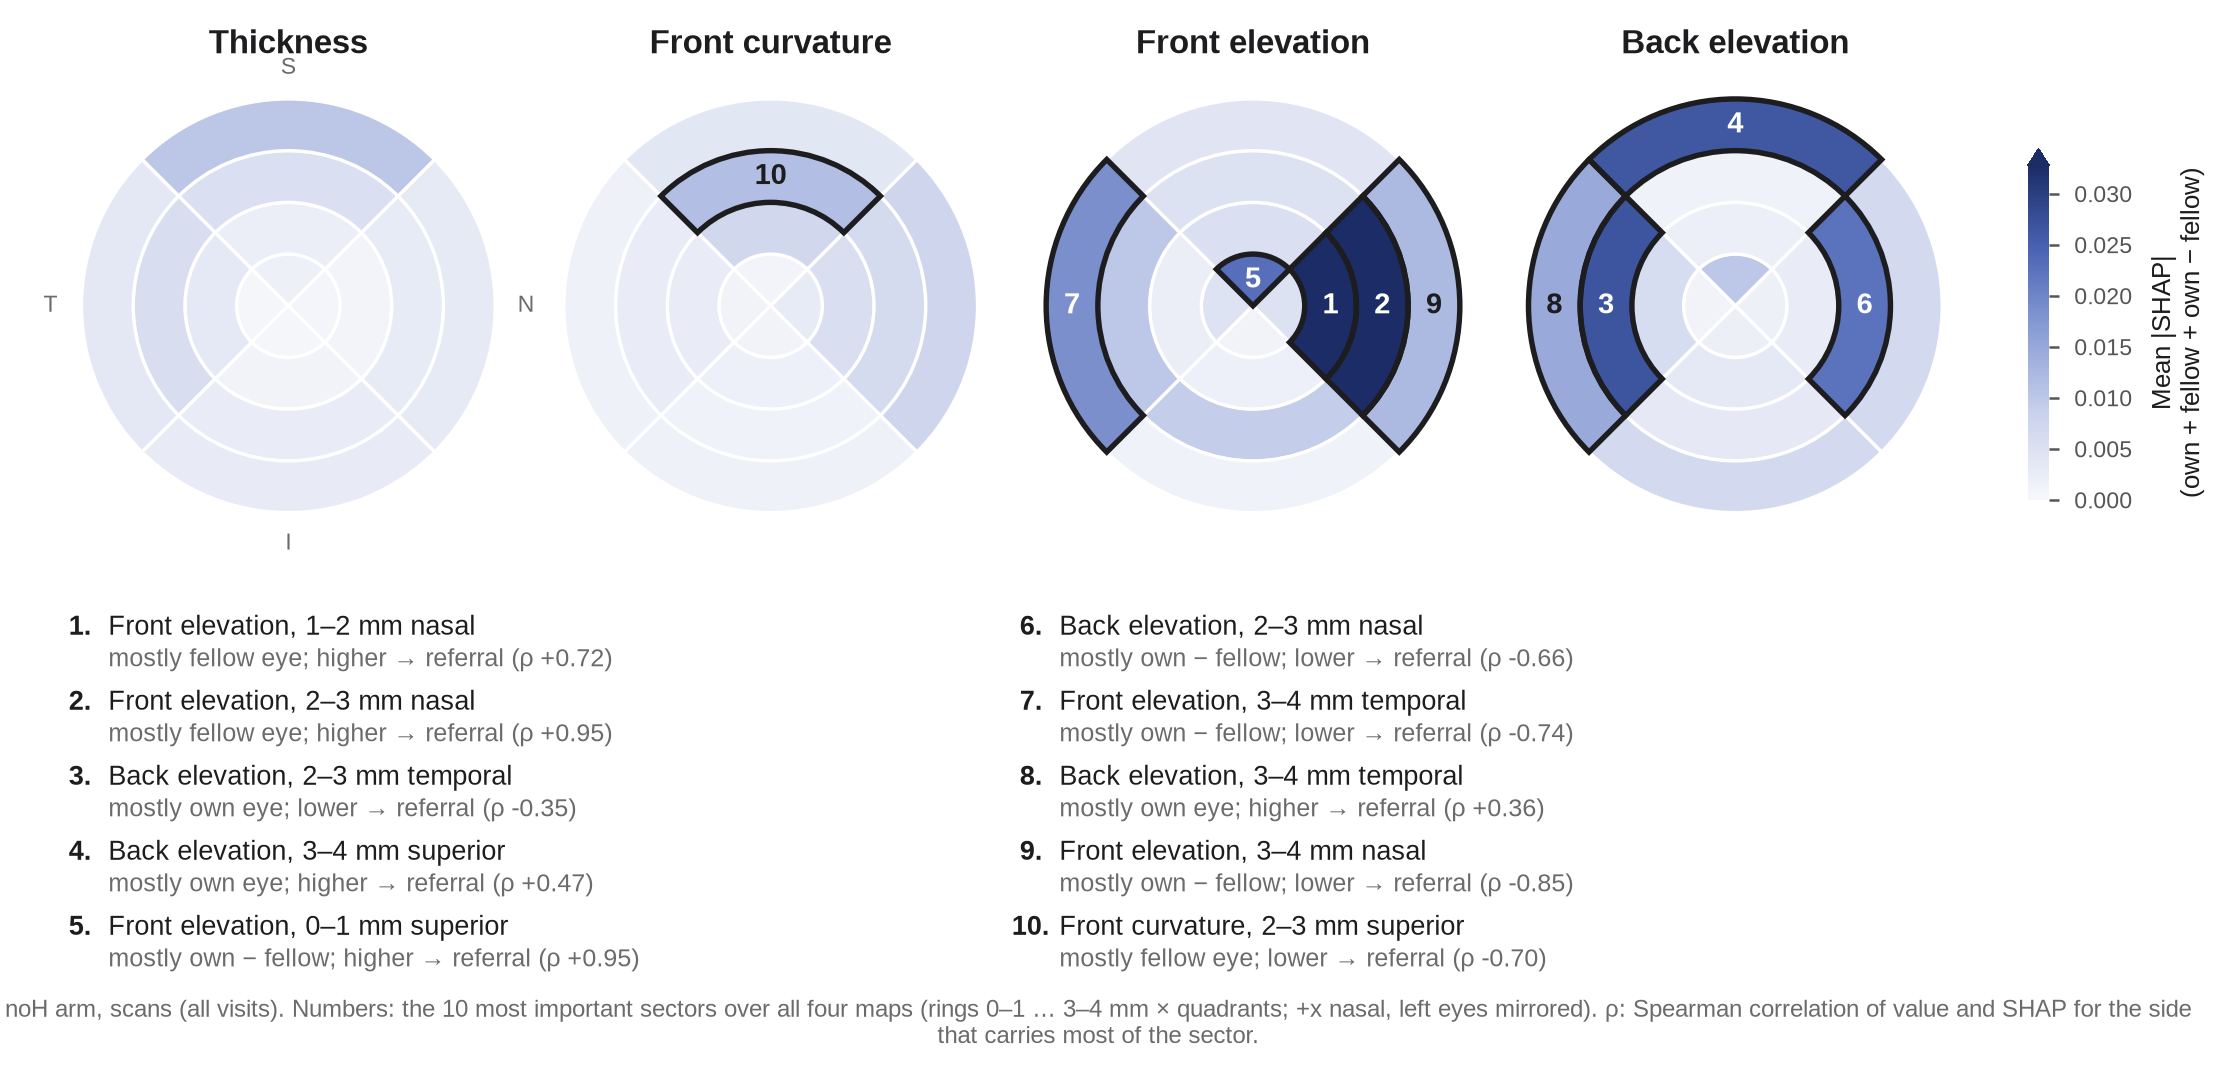 Thickness
Front curvature
Front elevation
Back elevation
S
T
N
I
10
7
5
1
2
9
4
8
3
6
0.030
0.025
0.020
0.015
0.010
0.005
0.000
Mean |SHAP|
(own + fellow + own − fellow)
1. Front elevation, 1–2 mm nasal
mostly fellow eye; higher → referral (ρ +0.72)
2. Front elevation, 2–3 mm nasal
mostly fellow eye; higher → referral (ρ +0.95)
3. Back elevation, 2–3 mm temporal
mostly own eye; lower → referral (ρ -0.35)
4. Back elevation, 3–4 mm superior
mostly own eye; higher → referral (ρ +0.47)
5. Front elevation, 0–1 mm superior
mostly own − fellow; higher → referral (ρ +0.95)
6. Back elevation, 2–3 mm nasal
mostly own − fellow; lower → referral (ρ -0.66)
7. Front elevation, 3–4 mm temporal
mostly own − fellow; lower → referral (ρ -0.74)
8. Back elevation, 3–4 mm temporal
mostly own eye; higher → referral (ρ +0.36)
9. Front elevation, 3–4 mm nasal
mostly own − fellow; lower → referral (ρ -0.85)
10. Front curvature, 2–3 mm superior
mostly fellow eye; lower → referral (ρ -0.70)
noH arm, scans (all visits). Numbers: the 10 most important sectors over all four maps (rings 0–1 … 3–4 mm × quadrants; +x nasal, left eyes mirrored). ρ: Spearman correlation of value and SHAP for the side
that carries most of the sector.